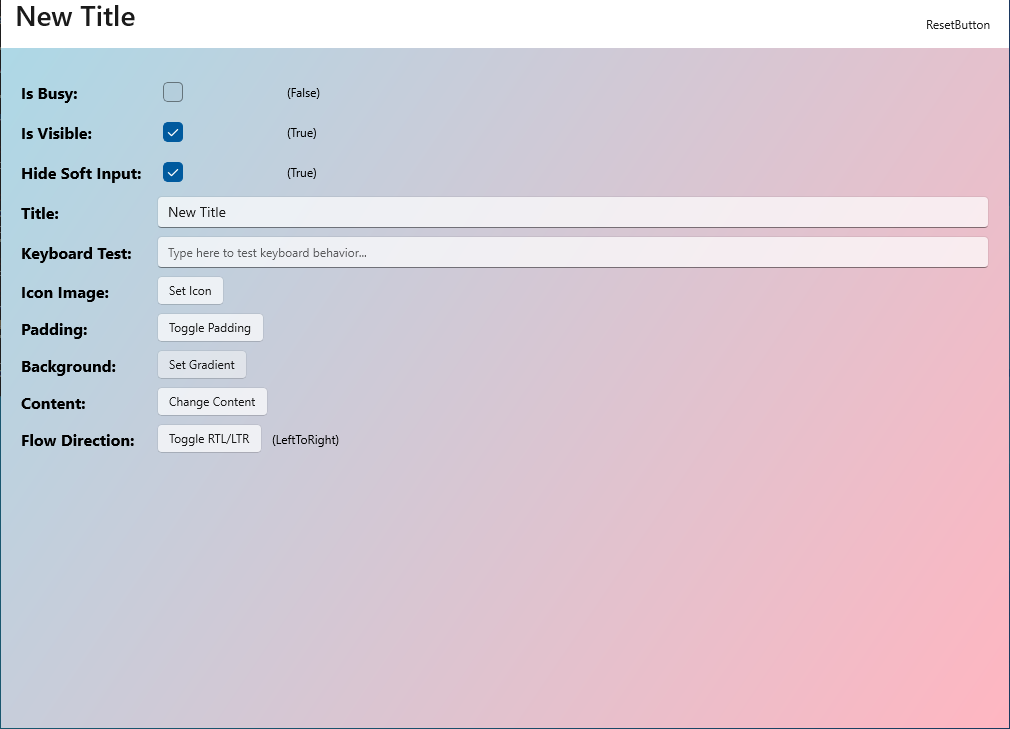 New Title
ResetButton
Is Busy: (False)
Is Visible: (True)
Hide Soft Input: (True)
Title: New Title
Keyboard Test: Type here to test keyboard behavior...
Icon Image: Set Icon
Padding: Toggle Padding
Background: Set Gradient
Content: Change Content
Flow Direction: Toggle RTL/LTR (LeftToRight)